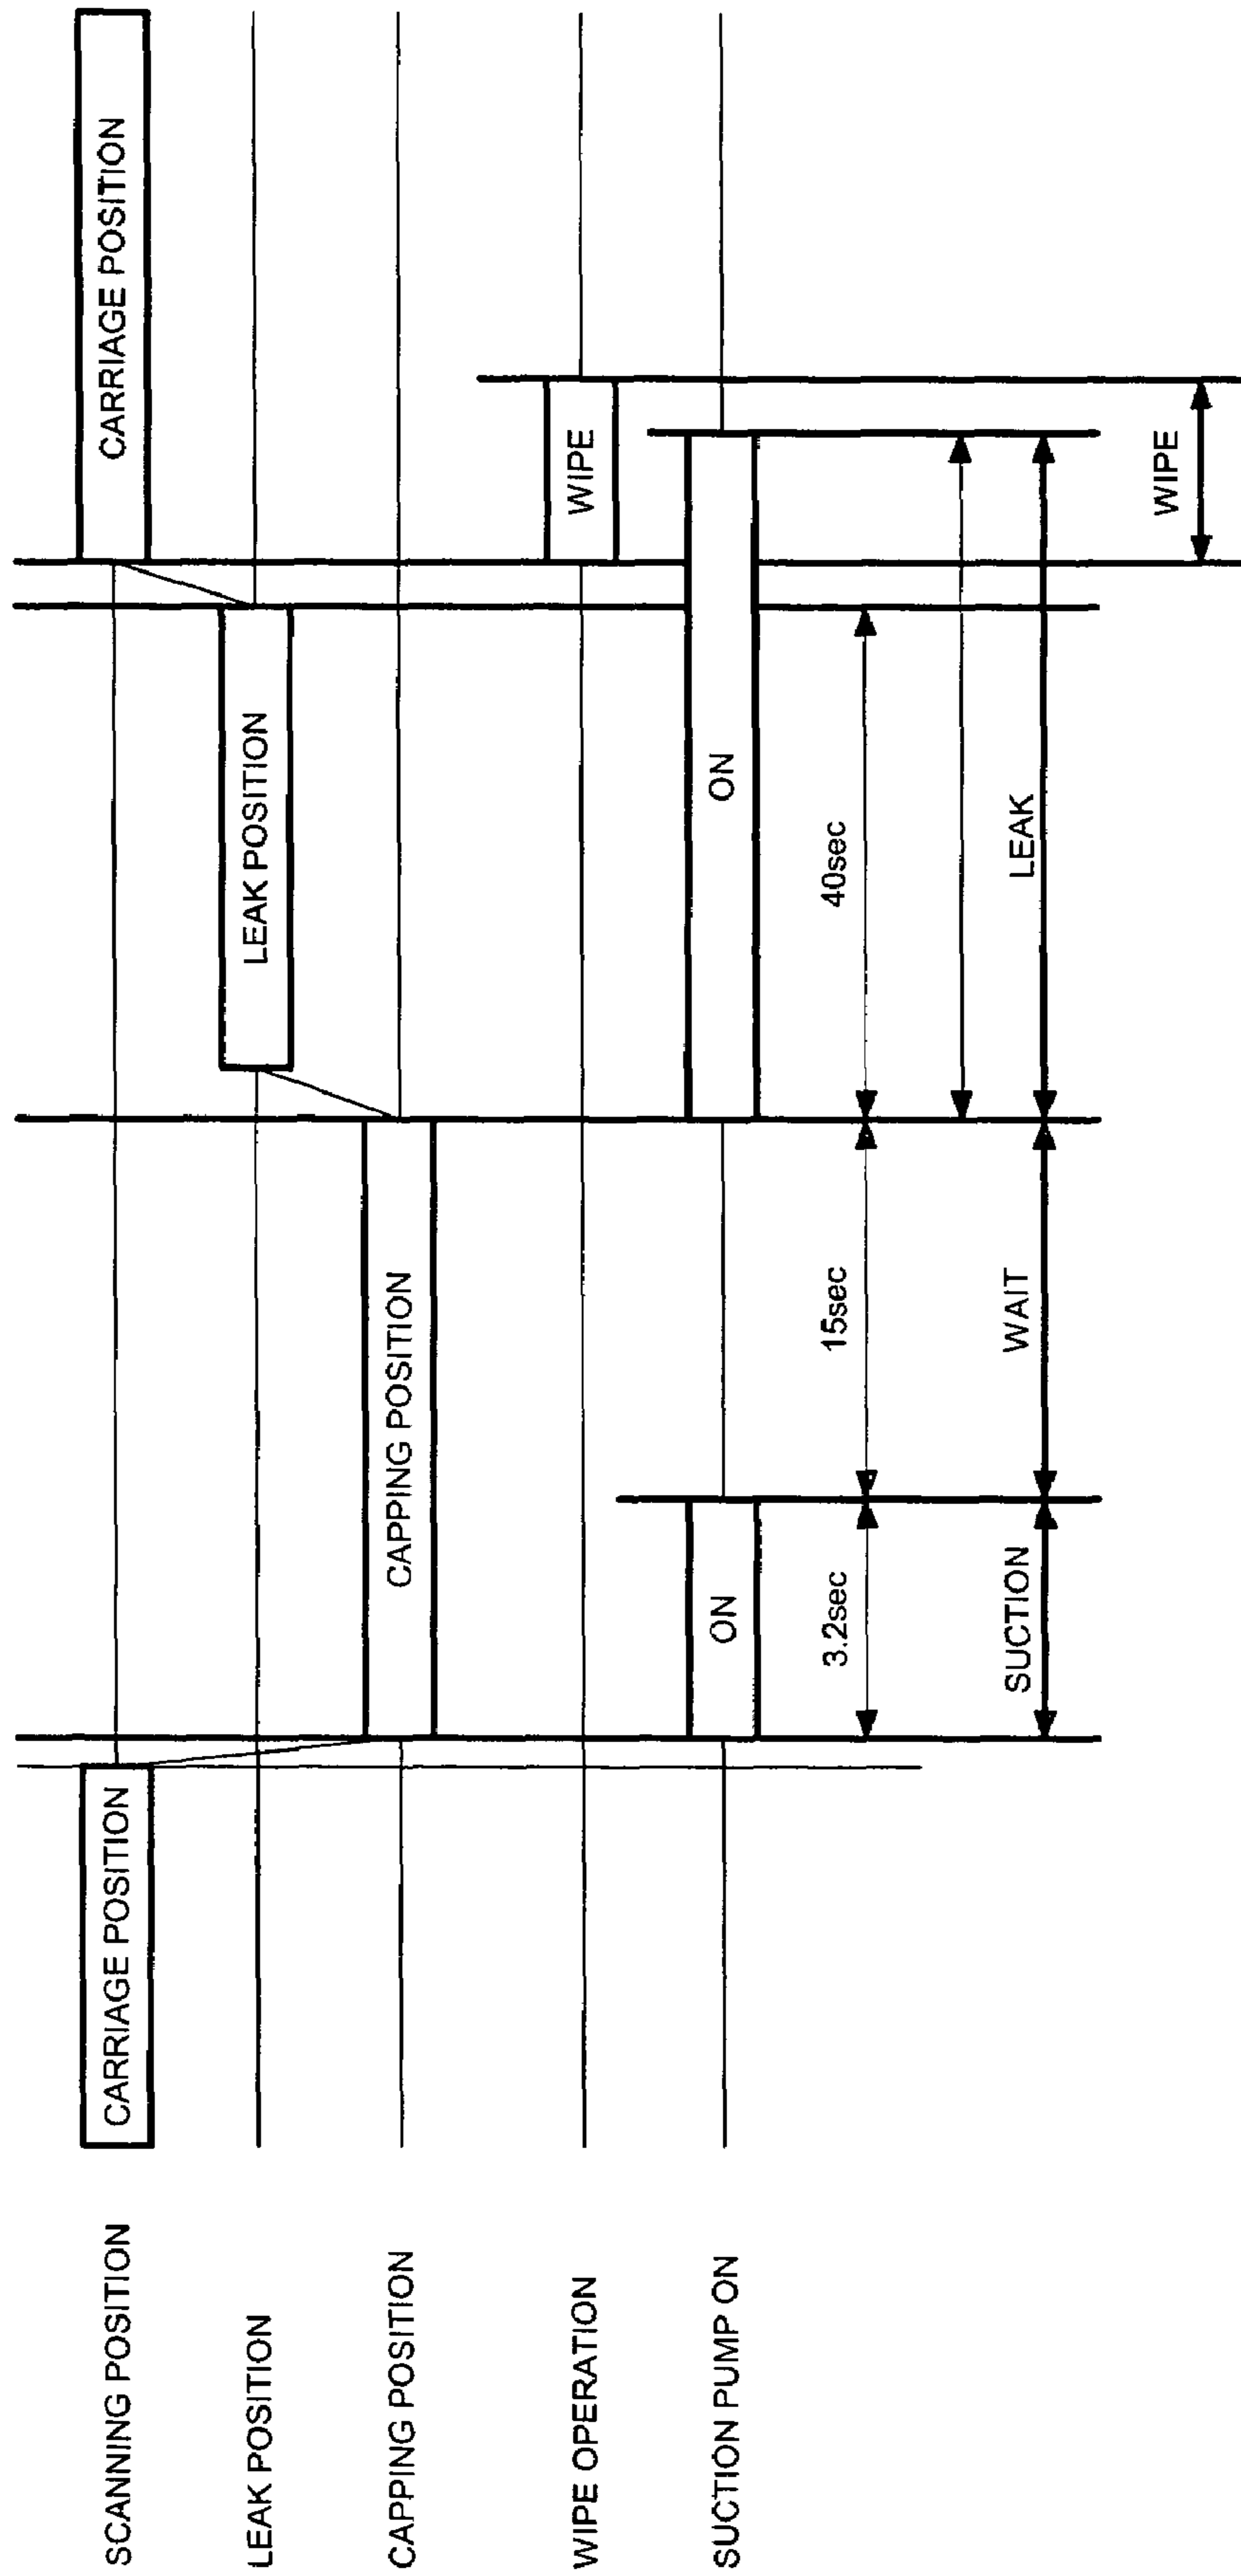 SCANNING POSITION
CARRIAGE POSITION
CARRIAGE POSITION
LEAK POSITION
LEAK POSITION
CAPPING POSITION
CAPPING POSITION
WIPE OPERATION
WIPE
SUCTION PUMP ON
ON
ON
3.2sec
15sec
40sec
SUCTION
WAIT
LEAK
WIPE